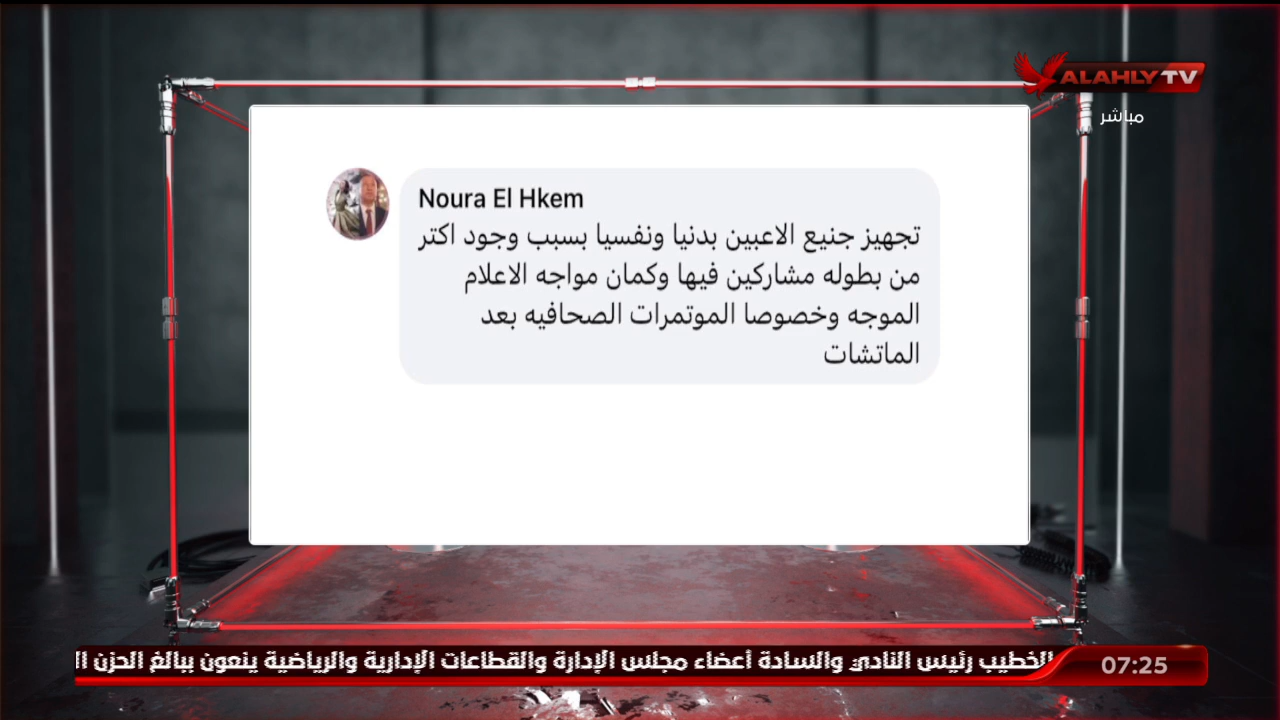 ALAHLY TV
مباشر
Noura El Hkem
تجهيز جنيع الاعبين بدنيا ونفسيا بسبب وجود اكتر
من بطوله مشاركين فيها وكمان مواجه الاعلام
الموجه وخصوصا الموتمرات الصحافيه بعد
الماتشات
الخطيب رئيس النادي والسادة أعضاء مجلس الإدارة والقطاعات الإدارية والرياضية ينعون ببالغ الحزن
07:25